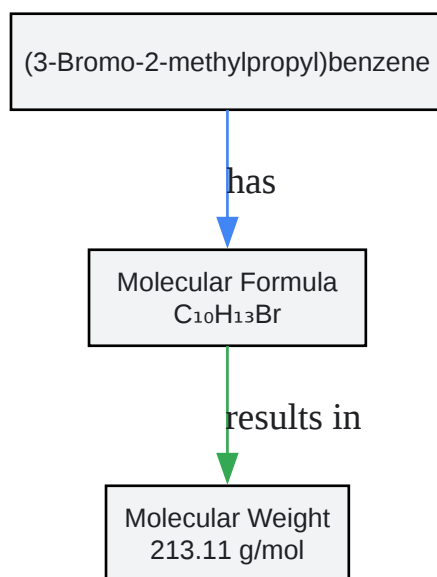 (3-Bromo-2-methylpropyl)benzene
has
Molecular Formula
C₁₀H₁₃Br
results in
Molecular Weight
213.11 g/mol